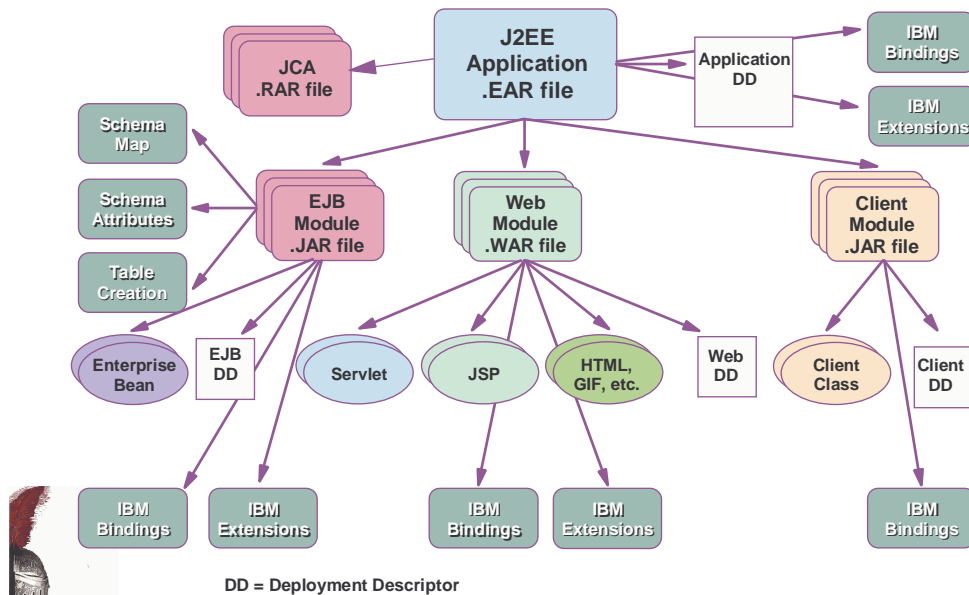 J2EE
Application
.EAR file
JCA
.RAR file
Application
DD
IBM
Bindings
IBM
Extensions
Schema
Map
Schema
Attributes
Table
Creation
EJB
Module
.JAR file
Web
Module
.WAR file
Client
Module
.JAR file
Enterprise
Bean
EJB
DD
Servlet
JSP
HTML,
GIF, etc.
Web
DD
Client
Class
Client
DD
IBM
Bindings
IBM
Extensions
IBM
Bindings
IBM
Extensions
IBM
Bindings
DD = Deployment Descriptor